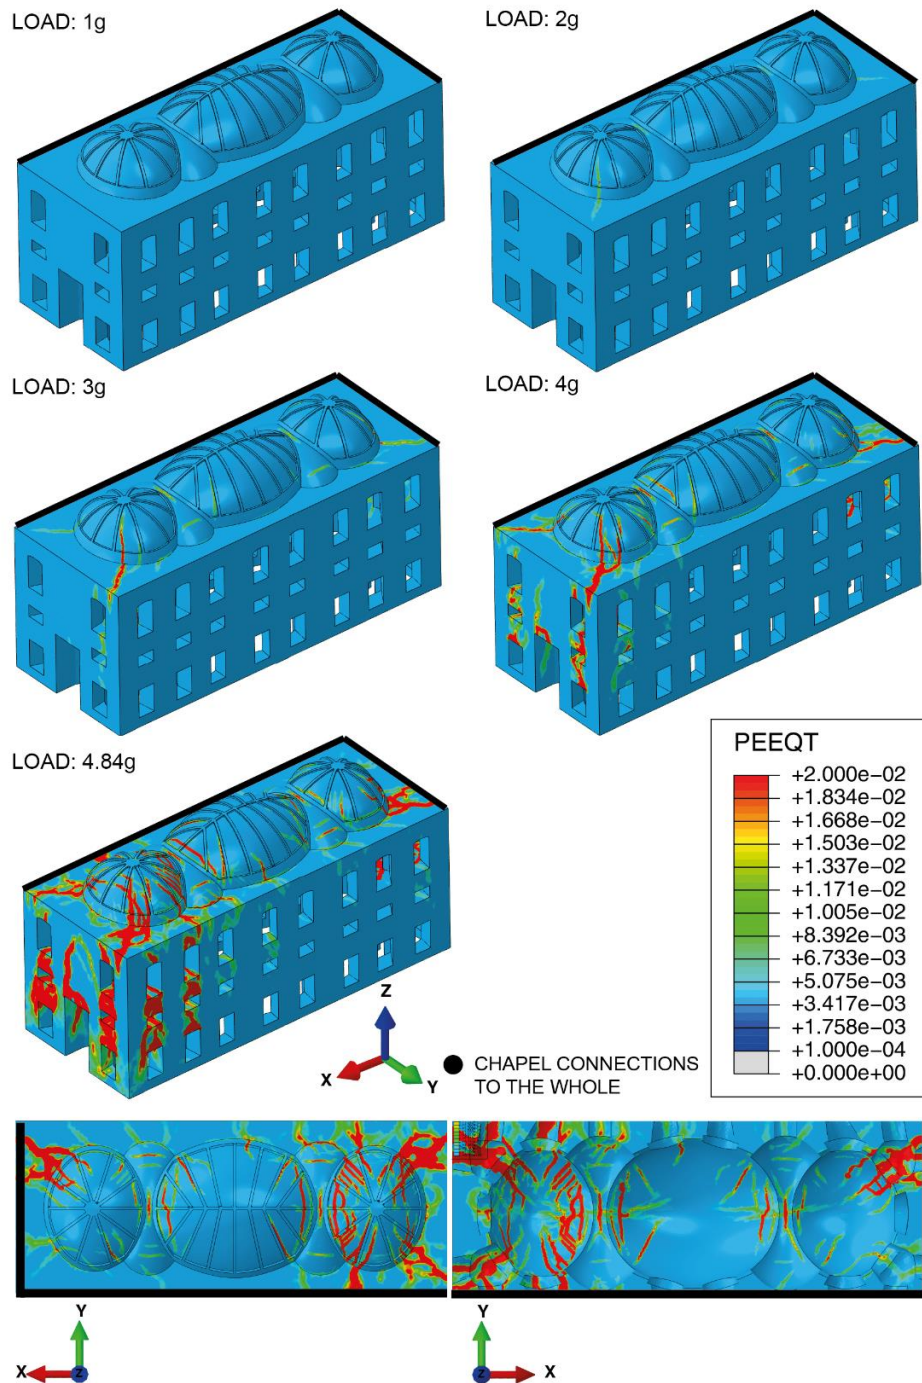 LOAD: 1g
LOAD: 2g
LOAD: 3g
LOAD: 4g
LOAD: 4.84g
PEEQT
+2.000e-02
+1.834e-02
+1.668e-02
+1.503e-02
+1.337e-02
+1.171e-02
+1.005e-02
+8.392e-03
+6.733e-03
+5.075e-03
+3.417e-03
+1.758e-03
+1.000e-04
+0.000e+00
Z
X
Y
CHAPEL CONNECTIONS
TO THE WHOLE
Y
X
Z
Y
Z
X